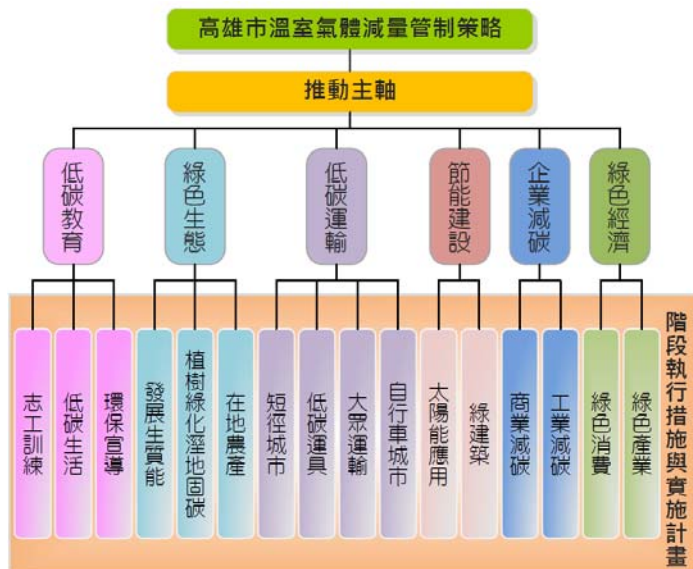 高雄市溫室氣體減量管制策略
推動主軸
低碳教育
綠色生態
低碳運輸
節能建設
企業減碳
綠色經濟
志工訓練
低碳生活
環保宣導
發展生質能
植樹綠化溼地固碳
在地農產
短徑城市
低碳運具
大眾運輸
自行車城市
太陽能應用
綠建築
商業減碳
工業減碳
綠色消費
綠色產業
階段執行措施與實施計畫